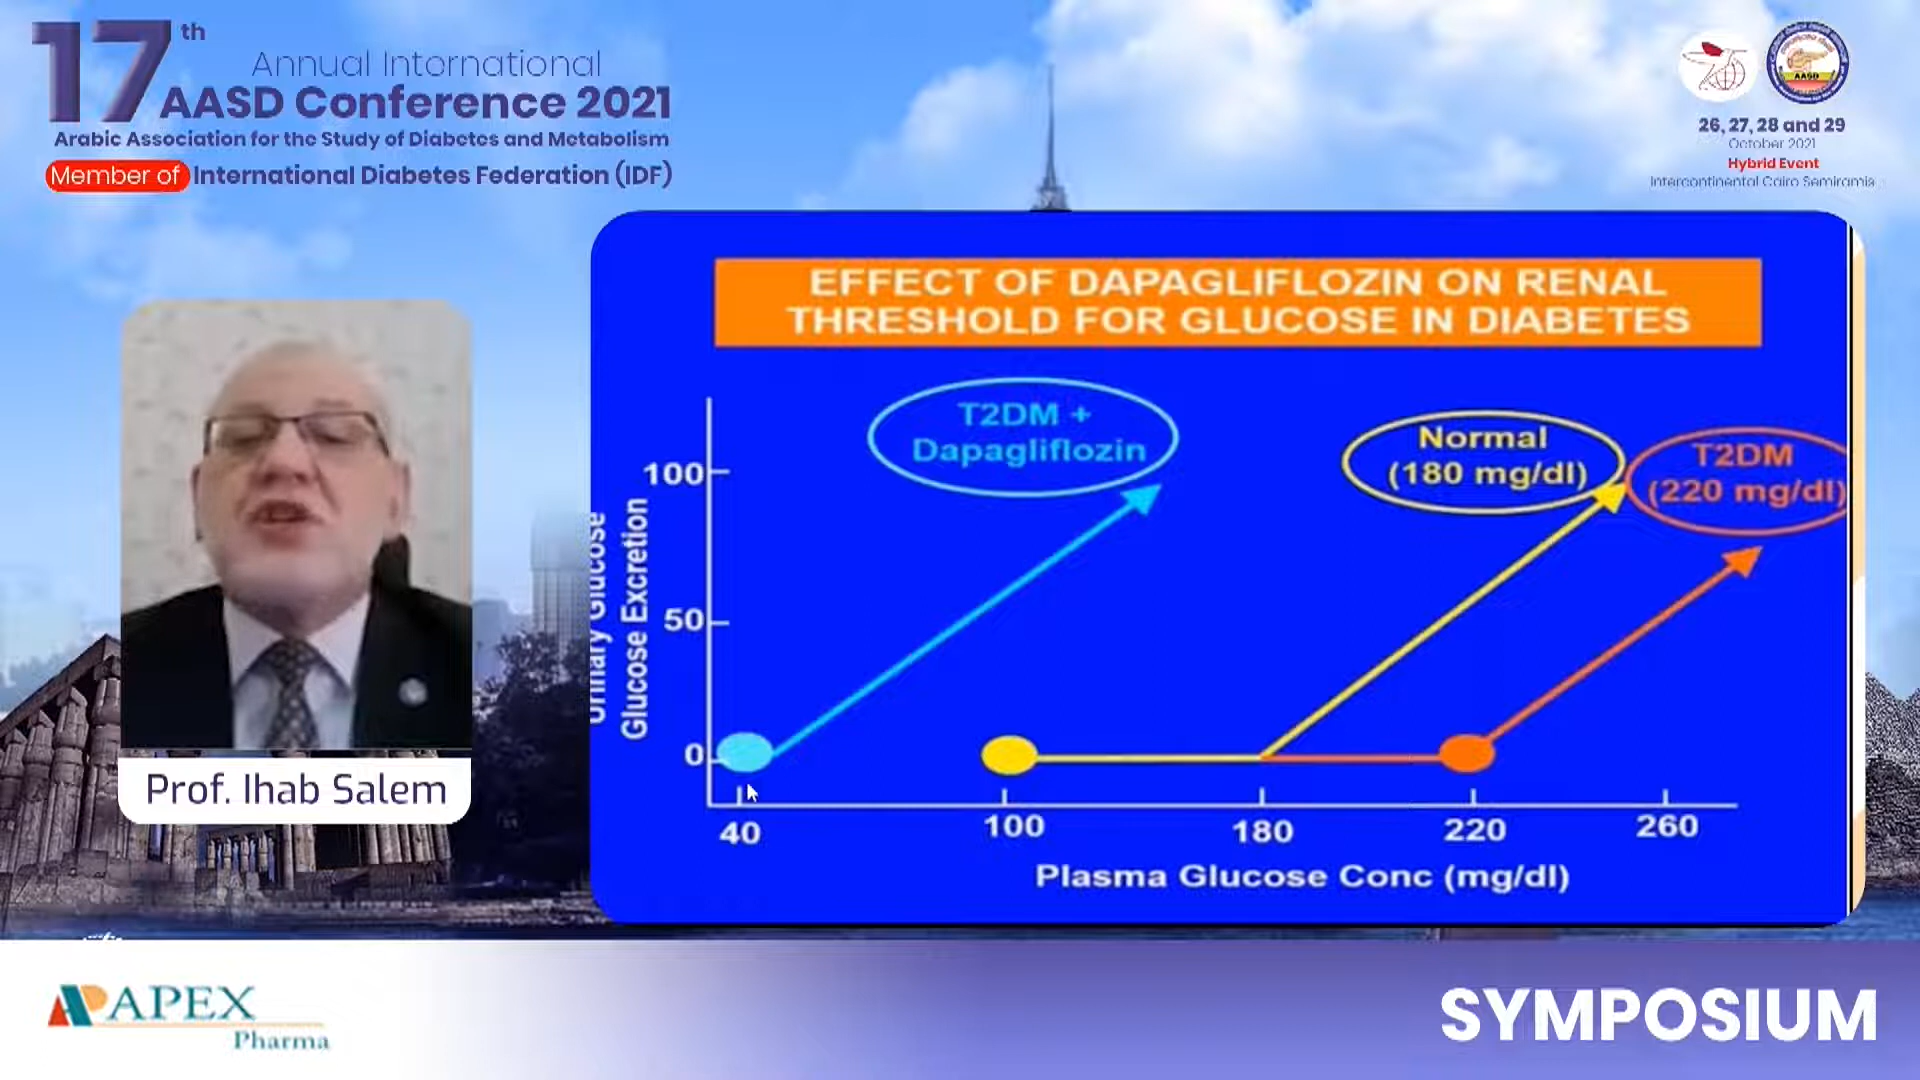 17th
Annual International
AASD Conference 2021
Arabic Association for the Study of Diabetes and Metabolism
Member of International Diabetes Federation (IDF)
AASD
26, 27, 28 and 29
October 2021
Hybrid Event
Intercontinental Cairo Semiramis
EFFECT OF DAPAGLIFLOZIN ON RENAL
THRESHOLD FOR GLUCOSE IN DIABETES
T2DM +
Dapagliflozin
Normal
(180 mg/dl)
T2DM
(220 mg/dl)
Urinary Glucose
Glucose Excretion
100
50
0
40
100
180
220
260
Plasma Glucose Conc (mg/dl)
Prof. Ihab Salem
APEX
Pharma
SYMPOSIUM